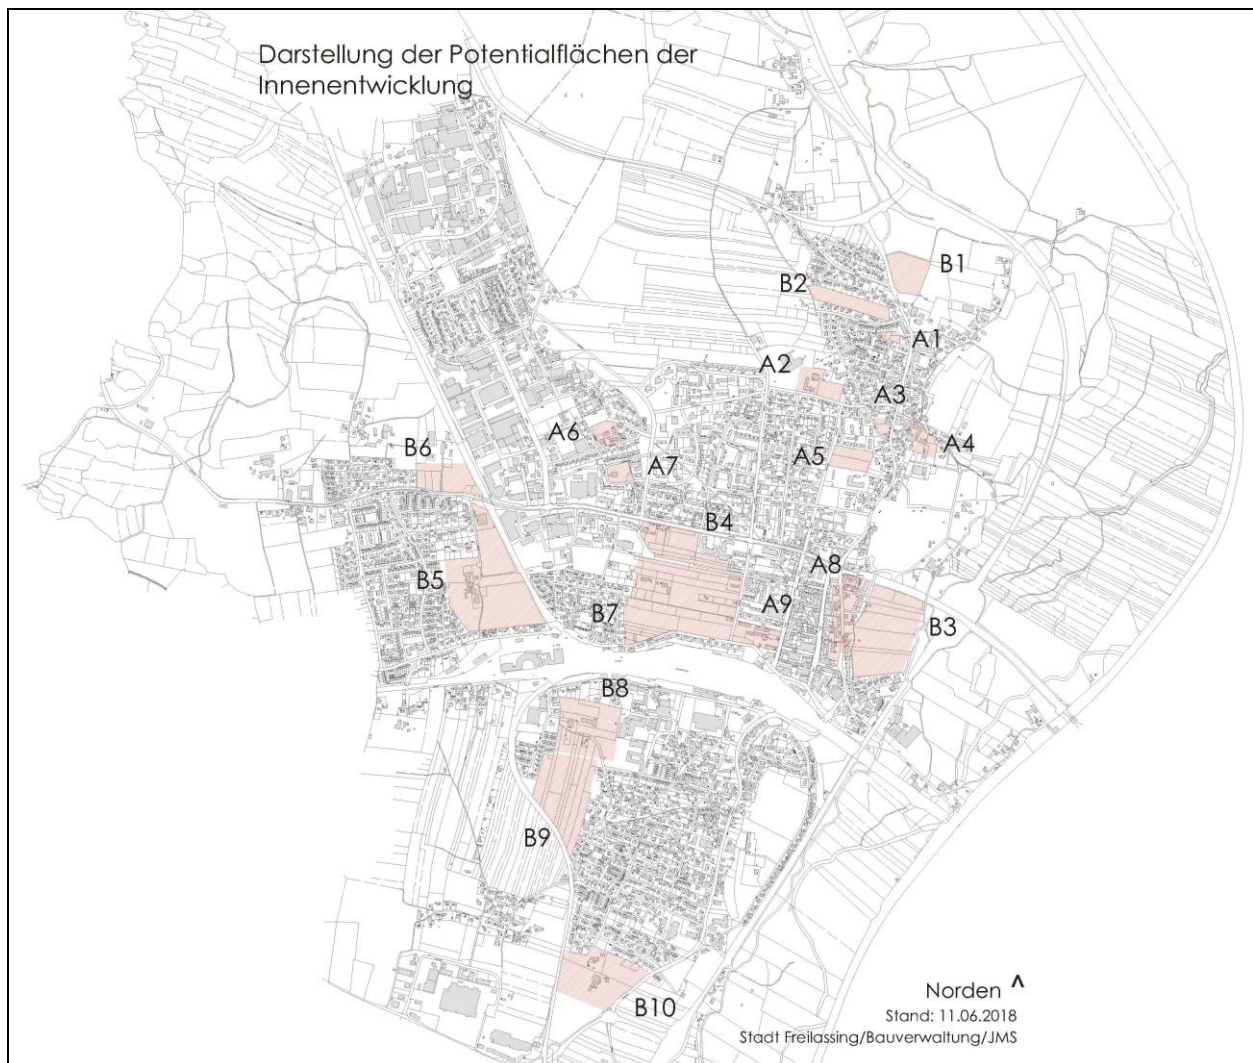 Darstellung der Potentialflächen der
Innenentwicklung
B1
B2
A1
A2
A3
A6
A4
B6
A5
A7
B4
A8
B5
A9
B7
B3
B8
B9
B10
Norden ^
Stand: 11.06.2018
Stadt Freilassing/Bauverwaltung/JMS